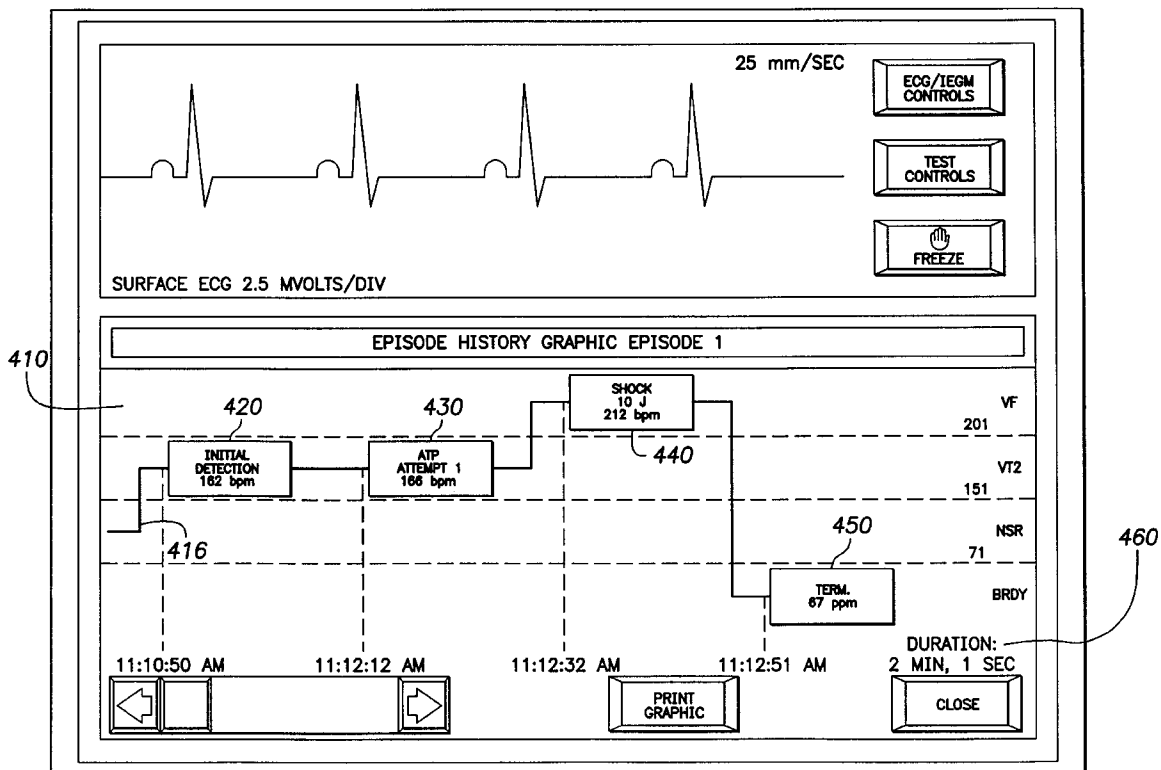 25 mm/SEC
ECG/IEGM
CONTROLS
TEST
CONTROLS
FREEZE
SURFACE ECG 2.5 MVOLTS/DIV
EPISODE HISTORY GRAPHIC EPISODE 1
410
420
430
SHOCK
10 J
212 bpm
440
VF
201
INITIAL
DETECTION
162 bpm
ATP
ATTEMPT 1
166 bpm
VT2
151
416
NSR
71
450
460
TERM.
67 ppm
BRDY
DURATION:
2 MIN, 1 SEC
11:10:50 AM
11:12:12 AM
11:12:32 AM
11:12:51 AM
PRINT
GRAPHIC
CLOSE